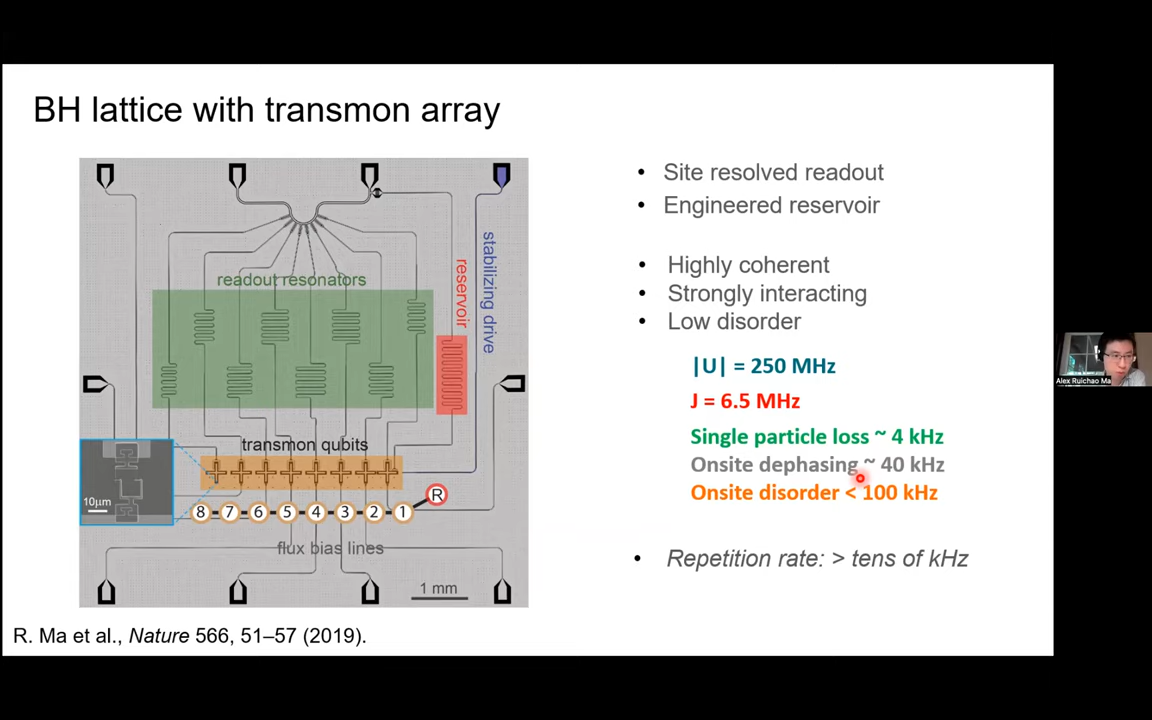 BH lattice with transmon array
readout resonators
reservoir
stabilizing drive
transmon qubits
10μm
R
8 7 6 5 4 3 2 1
flux bias lines
1 mm
R. Ma et al., Nature 566, 51–57 (2019).
• Site resolved readout
• Engineered reservoir
• Highly coherent
• Strongly interacting
• Low disorder
|U| = 250 MHz
J = 6.5 MHz
Single particle loss ~ 4 kHz
Onsite dephasing ~ 40 kHz
Onsite disorder < 100 kHz
• Repetition rate: > tens of kHz
Alex Ruichao Ma